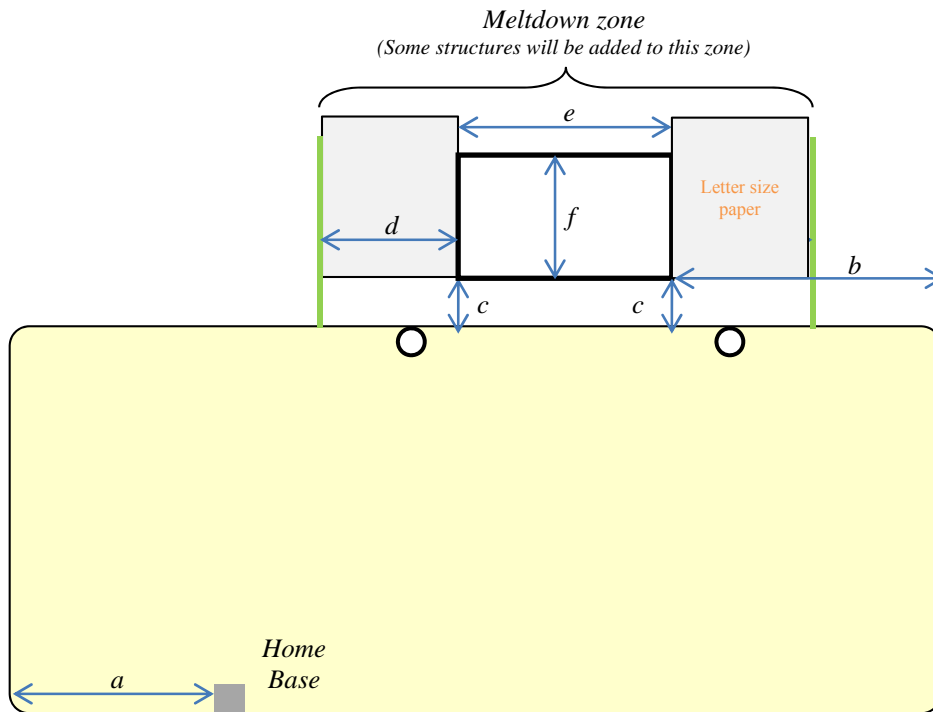 Meltdown zone
(Some structures will be added to this zone)
e
Letter size
paper
d
f
b
c
c
Home
Base
a